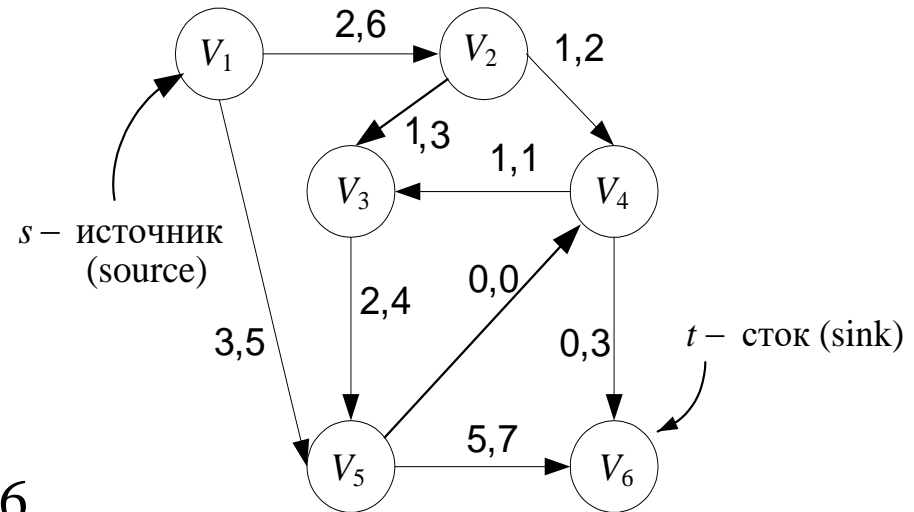 2,6
V1
V2
1,2
1,3
1,1
V3
V4
s – источник
(source)
0,0
2,4
3,5
0,3
t – сток (sink)
5,7
V5
V6
6